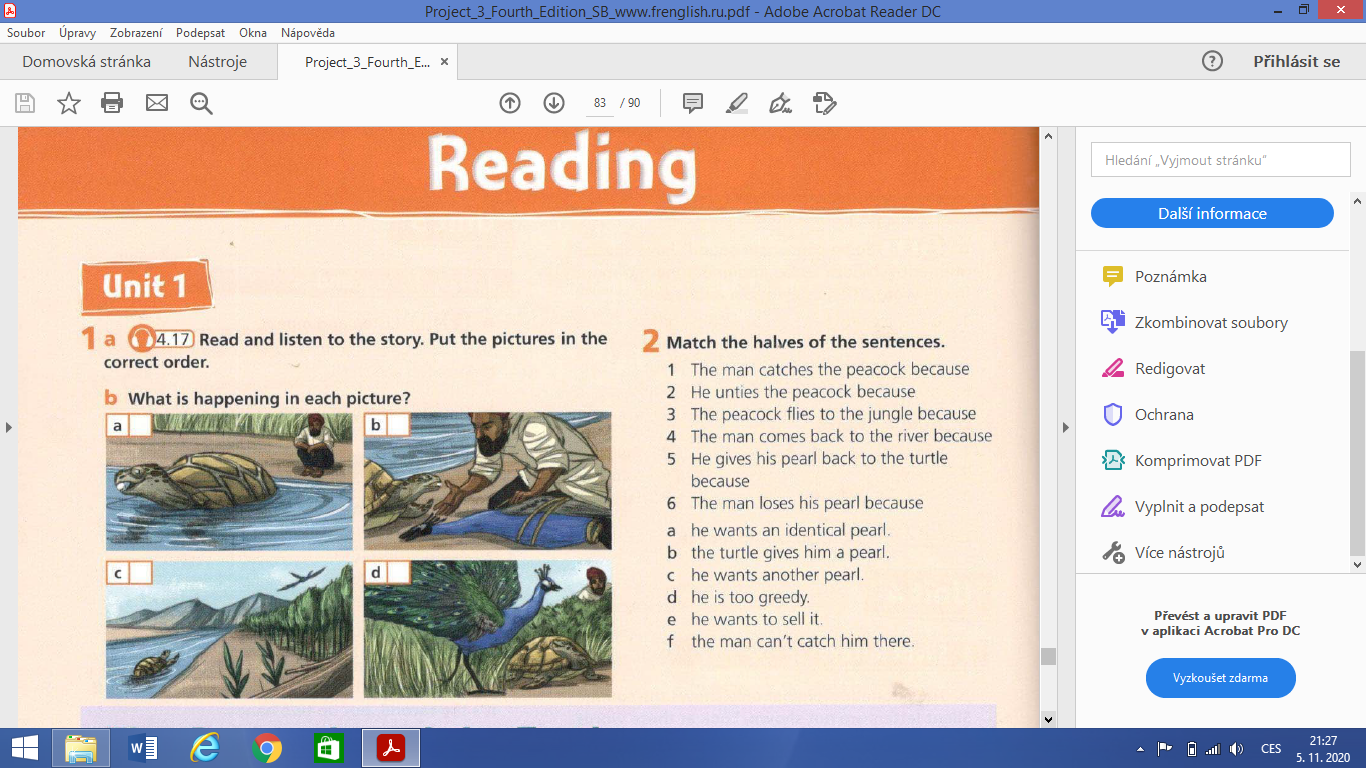 Project_3_Fourth_Edition_SB_www.frenglish.ru.pdf - Adobe Acrobat Reader DC
Soubor Úpravy Zobrazení Podepsat Okna Nápověda
Domovská stránka Nástroje Project_3_Fourth_E... ×
? Přihlásit se
83 / 90
Reading
Unit 1
1 a 4.17 Read and listen to the story. Put the pictures in the
correct order.
b What is happening in each picture?
a
b
c
d
2 Match the halves of the sentences.
1 The man catches the peacock because
2 He unties the peacock because
3 The peacock flies to the jungle because
4 The man comes back to the river because
5 He gives his pearl back to the turtle
because
6 The man loses his pearl because
a he wants an identical pearl.
b the turtle gives him a pearl.
c he wants another pearl.
d he is too greedy.
e he wants to sell it.
f the man can't catch him there.
Hledání „Vyjmout stránku"
Další informace
Poznámka
Zkombinovat soubory
Redigovat
Ochrana
Komprimovat PDF
Vyplnit a podepsat
Více nástrojů
Převést a upravit PDF
v aplikaci Acrobat Pro DC
Vyzkoušet zdarma
CES
21:27
5. 11. 2020